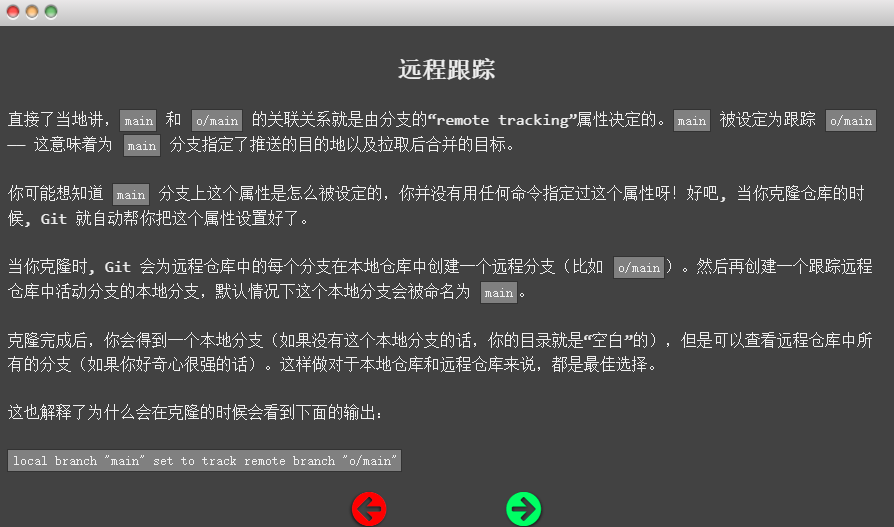 远程跟踪
直接了当地讲，main 和 o/main 的关联关系就是由分支的“remote tracking”属性决定的。main 被设定为跟踪 o/main
—— 这意味着为 main 分支指定了推送的目的地以及拉取后合并的目标。
你可能想知道 main 分支上这个属性是怎么被设定的，你并没有用任何命令指定过这个属性呀！好吧, 当你克隆仓库的时
候, Git 就自动帮你把这个属性设置好了。
当你克隆时, Git 会为远程仓库中的每个分支在本地仓库中创建一个远程分支（比如 o/main）。然后再创建一个跟踪远程
仓库中活动分支的本地分支，默认情况下这个本地分支会被命名为 main。
克隆完成后，你会得到一个本地分支（如果没有这个本地分支的话，你的目录就是“空白”的），但是可以查看远程仓库中所
有的分支（如果你好奇心很强的话）。这样做对于本地仓库和远程仓库来说，都是最佳选择。
这也解释了为什么会在克隆的时候会看到下面的输出：
local branch "main" set to track remote branch "o/main"